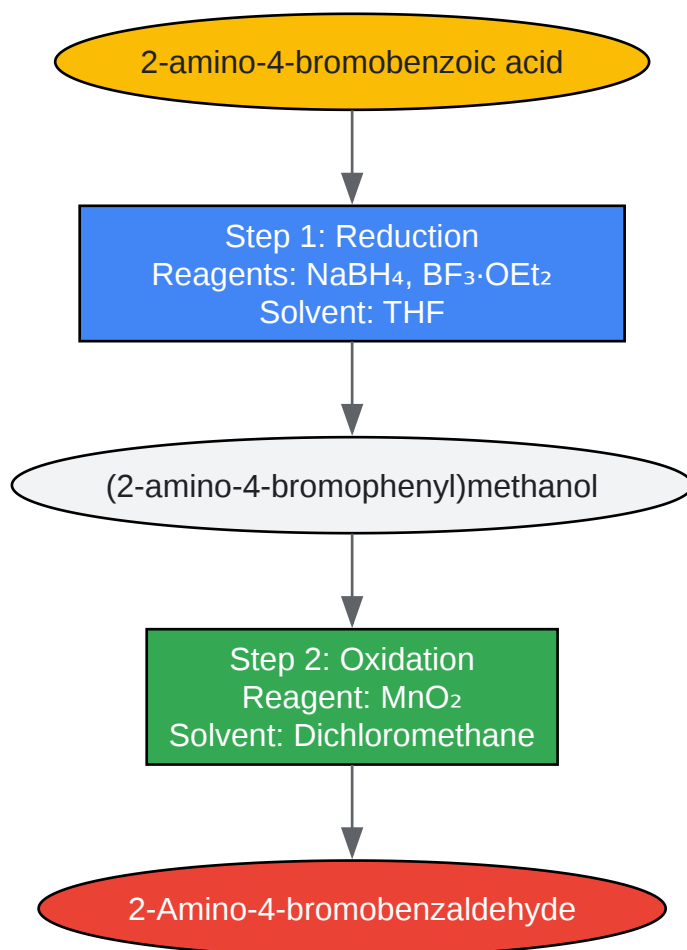 2-amino-4-bromobenzoic acid
Step 1: Reduction
Reagents: NaBH₄, BF₃·OEt₂
Solvent: THF
(2-amino-4-bromophenyl)methanol
Step 2: Oxidation
Reagent: MnO₂
Solvent: Dichloromethane
2-Amino-4-bromobenzaldehyde